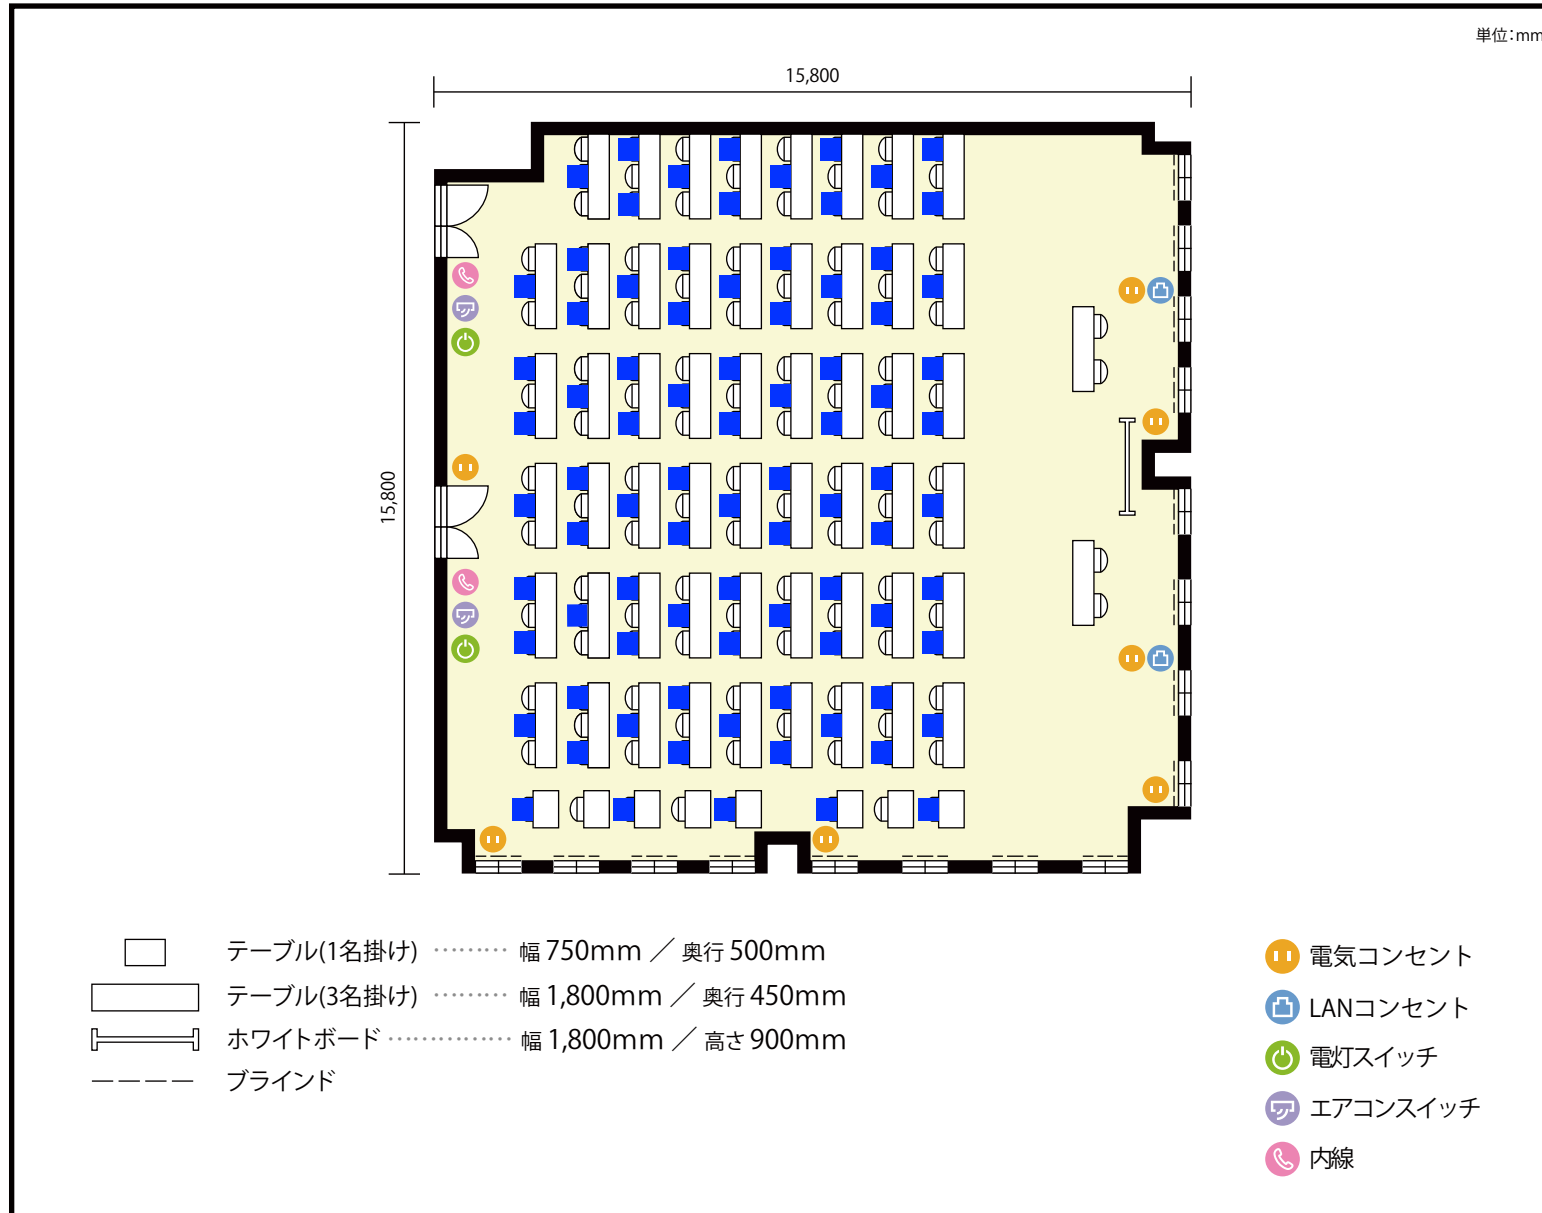 単位:mm
15,800
15,800
テーブル(1名掛け) ········· 幅 750mm ／ 奥行 500mm
テーブル(3名掛け) ········· 幅 1,800mm ／ 奥行 450mm
ホワイトボード ··············· 幅 1,800mm ／ 高さ 900mm
ブラインド
電気コンセント
LANコンセント
電灯スイッチ
エアコンスイッチ
内線